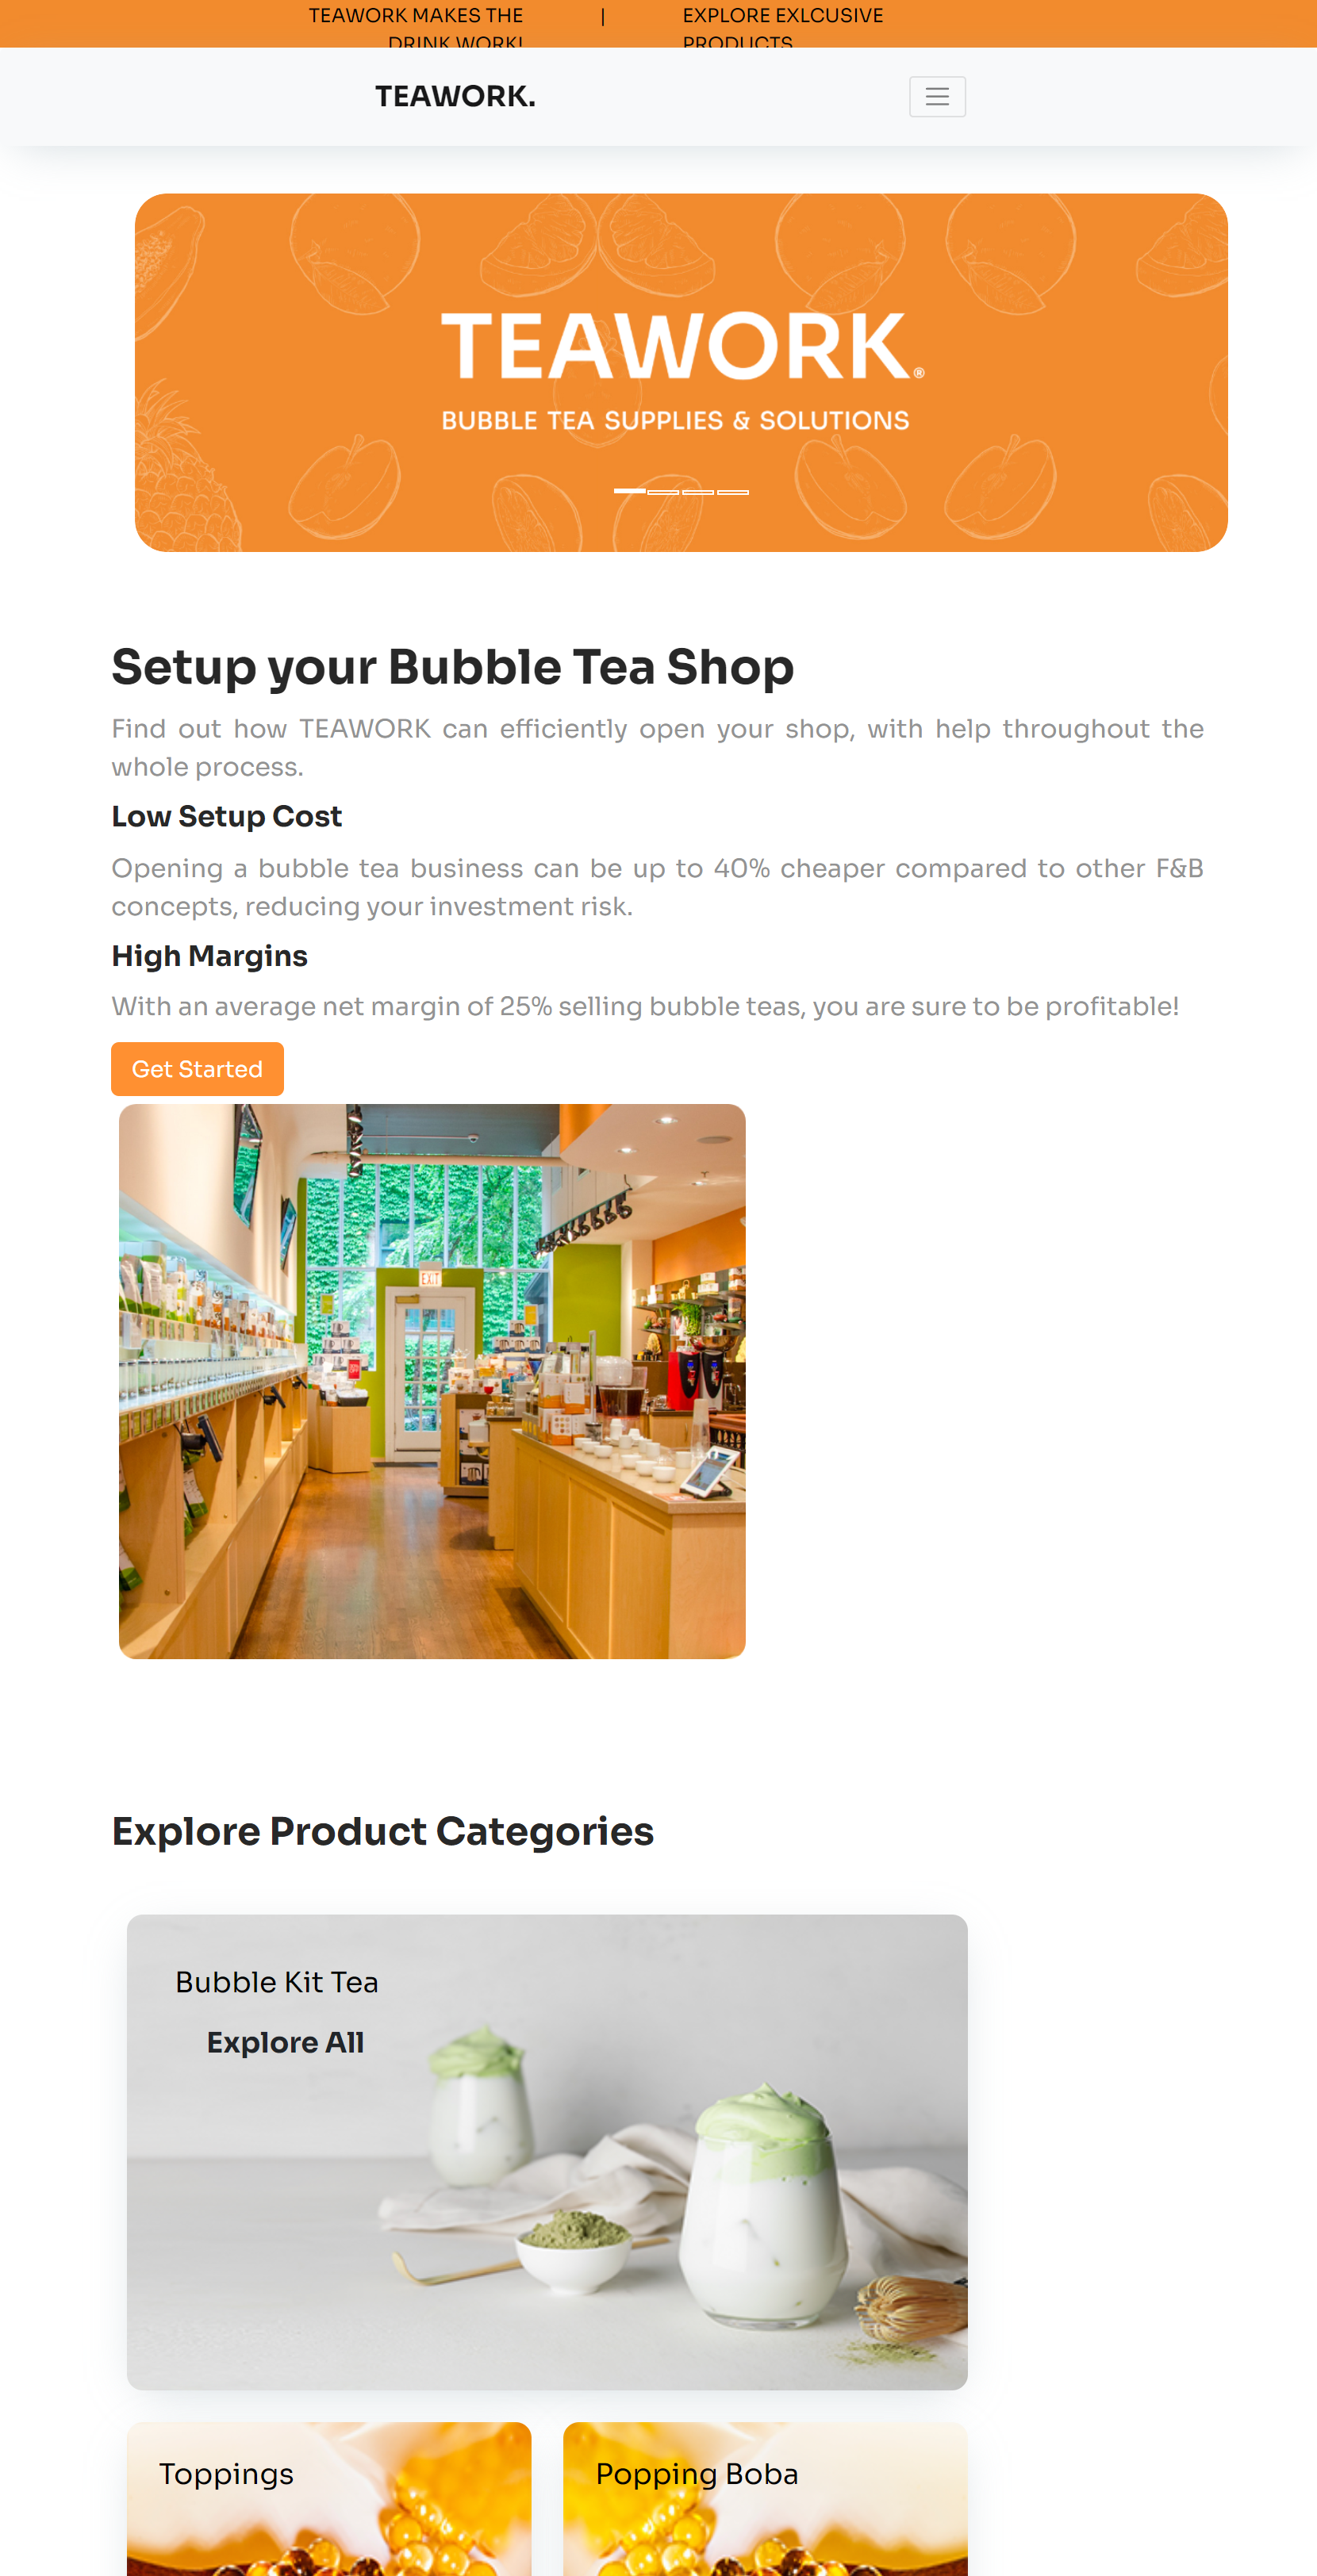 TEAWORK MAKES THE
DRINK WORK!
|
EXPLORE EXLCUSIVE
PRODUCTS
TEAWORK.
TEAWORK®
BUBBLE TEA SUPPLIES & SOLUTIONS
Setup your Bubble Tea Shop
Find out how TEAWORK can efficiently open your shop, with help throughout the
whole process.
Low Setup Cost
Opening a bubble tea business can be up to 40% cheaper compared to other F&B
concepts, reducing your investment risk.
High Margins
With an average net margin of 25% selling bubble teas, you are sure to be profitable!
Get Started
EXIT
Explore Product Categories
Bubble Kit Tea
Explore All
Toppings
Popping Boba